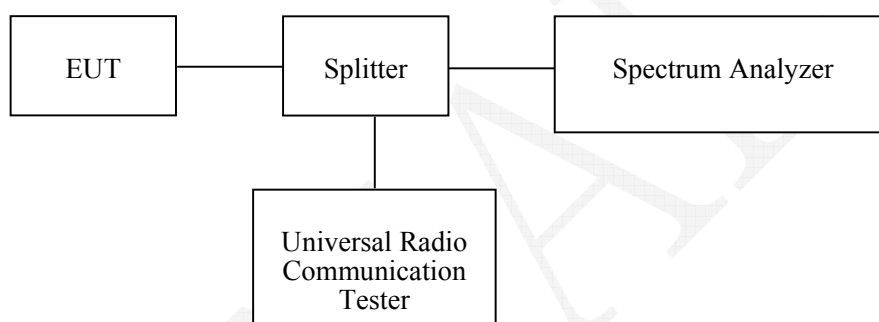 EUT
Splitter
Spectrum Analyzer
Universal Radio
Communication
Tester